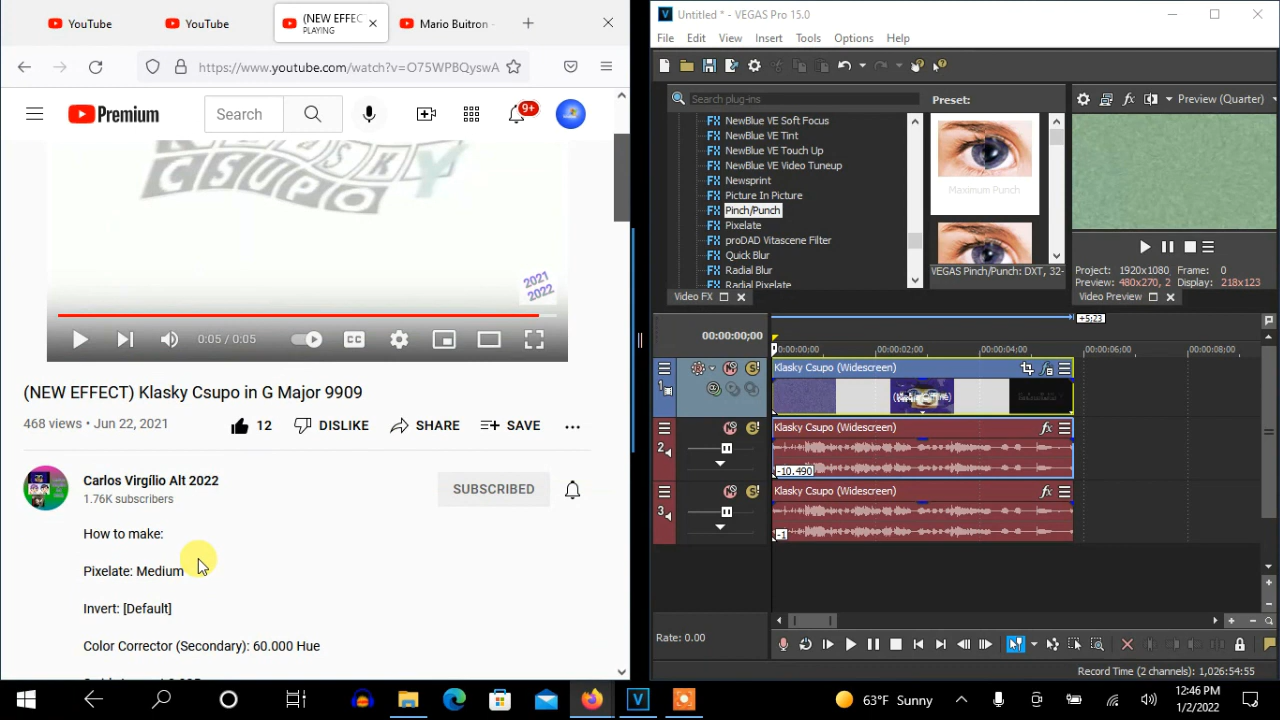 YouTube
YouTube
(NEW EFFEC
PLAYING
Mario Buitron
https://www.youtube.com/watch?v=O75WPBQyswA
Premium
Search
9+
CSUPO
2021
2022
0:05 / 0:05
CC
(NEW EFFECT) Klasky Csupo in G Major 9909
468 views • Jun 22, 2021
12
DISLIKE
SHARE
SAVE
Carlos Virgílio Alt 2022
1.76K subscribers
SUBSCRIBED
How to make:
Pixelate: Medium
Invert: [Default]
Color Corrector (Secondary): 60.000 Hue
Untitled * - VEGAS Pro 15.0
File Edit View Insert Tools Options Help
Search plug-ins
Preset:
Preview (Quarter)
NewBlue VE Soft Focus
NewBlue VE Tint
NewBlue VE Touch Up
NewBlue VE Video Tuneup
Newsprint
Picture In Picture
Pinch/Punch
Pixelate
proDAD Vitascene Filter
Quick Blur
Radial Blur
Radial Pixelate
Maximum Punch
VEGAS Pinch/Punch: DXT, 32-
Project: 1920x1080 Frame: 0
Preview: 480x270, 2 Display: 218x123
Video FX
Video Preview
+5:23
00:00:00;00
0:00:00;00 00:00:02;00 00:00:04;00 00:00:06;00 00:00:08;00
1
Klasky Csupo (Widescreen)
2
Klasky Csupo (Widescreen)
-10.490
3
Klasky Csupo (Widescreen)
-1
Rate: 0.00
Record Time (2 channels): 1,026:54:55
63°F Sunny
12:46 PM
1/2/2022